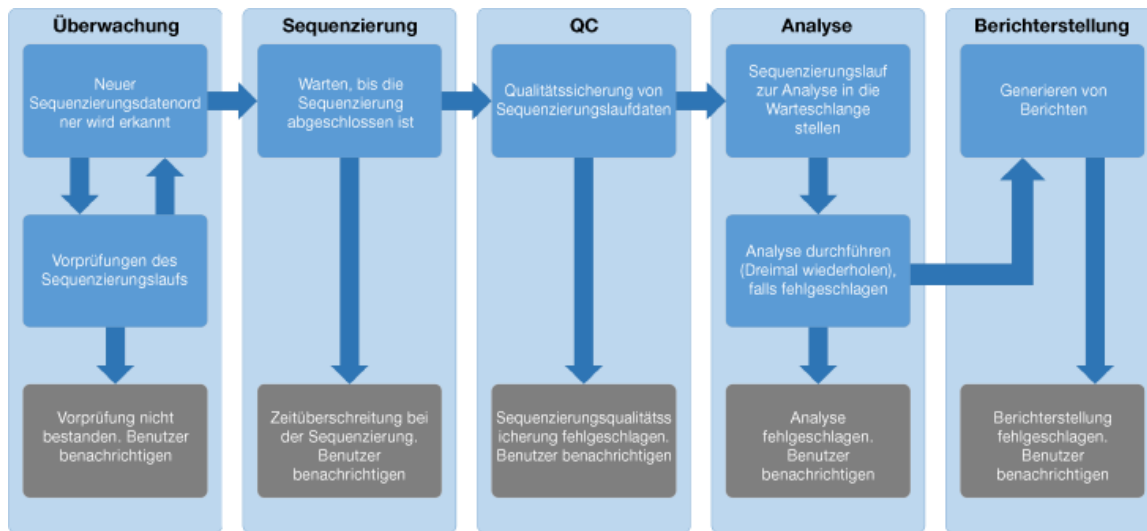 Überwachung
Neuer
Sequenzierungsdatenord
ner wird erkannt
Vorprüfungen des
Sequenzierungslaufs
Vorprüfung nicht
bestanden. Benutzer
benachrichtigen
Sequenzierung
Warten, bis die
Sequenzierung
abgeschlossen ist
Zeitüberschreitung bei
der Sequenzierung.
Benutzer
benachrichtigen
QC
Qualitätssicherung von
Sequenzierungslaufdaten
Sequenzierungsqualitätss
icherung fehlgeschlagen.
Benutzer benachrichtigen
Analyse
Sequenzierungslauf
zur Analyse in die
Warteschlange
stellen
Analyse durchführen
(Dreimal wiederholen),
falls fehlgeschlagen
Analyse
fehlgeschlagen.
Benutzer
benachrichtigen
Berichterstellung
Generieren von
Berichten
Berichterstellung
fehlgeschlagen.
Benutzer
benachrichtigen